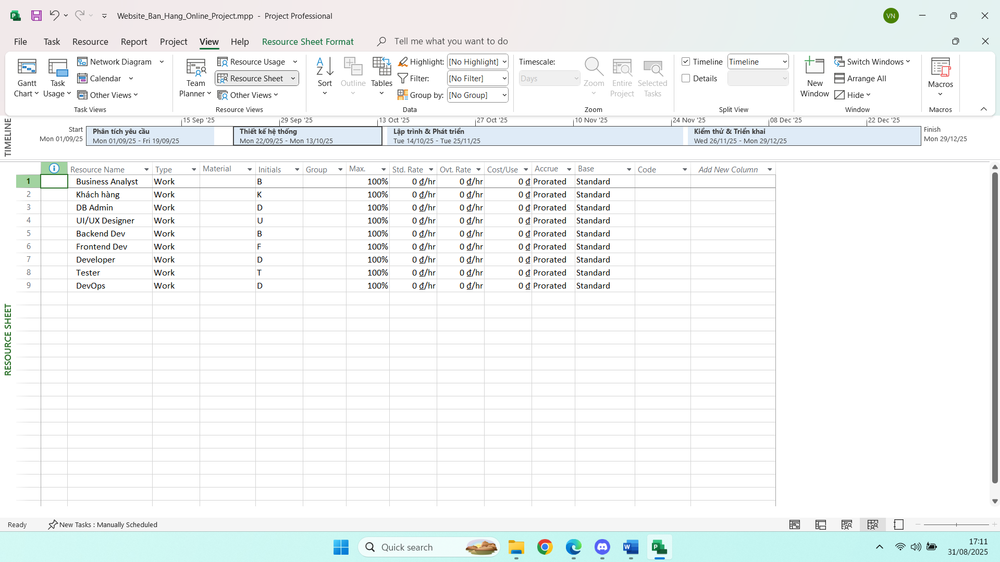 Website_Ban_Hang_Online_Project.mpp - Project Professional
VN
File Task Resource Report Project View Help Resource Sheet Format Tell me what you want to do
Gantt Chart
Task Usage
Network Diagram
Calendar
Other Views
Task Views
Team Planner
Resource Usage
Resource Sheet
Other Views
Resource Views
Sort
Outline
Tables
Highlight: [No Highlight]
Filter: [No Filter]
Group by: [No Group]
Data
Timescale:
Days
Zoom
Entire Project
Selected Tasks
Zoom
Timeline Timeline
Details
Split View
New Window
Switch Windows
Arrange All
Hide
Window
Macros
Macros
TIMELINE
15 Sep '25 29 Sep '25 13 Oct '25 27 Oct '25 10 Nov '25 24 Nov '25 08 Dec '25 22 Dec '25
Start
Mon 01/09/25
Phân tích yêu cầu
Mon 01/09/25 - Fri 19/09/25
Thiết kế hệ thống
Mon 22/09/25 - Mon 13/10/25
Lập trình & Phát triển
Tue 14/10/25 - Tue 25/11/25
Kiểm thử & Triển khai
Wed 26/11/25 - Mon 29/12/25
Finish
Mon 29/12/25
RESOURCE SHEET
Resource Name Type Material Initials Group Max. Std. Rate Ovt. Rate Cost/Use Accrue Base Code Add New Column
1 Business Analyst Work B 100% 0 ₫/hr 0 ₫/hr 0 ₫ Prorated Standard
2 Khách hàng Work K 100% 0 ₫/hr 0 ₫/hr 0 ₫ Prorated Standard
3 DB Admin Work D 100% 0 ₫/hr 0 ₫/hr 0 ₫ Prorated Standard
4 UI/UX Designer Work U 100% 0 ₫/hr 0 ₫/hr 0 ₫ Prorated Standard
5 Backend Dev Work B 100% 0 ₫/hr 0 ₫/hr 0 ₫ Prorated Standard
6 Frontend Dev Work F 100% 0 ₫/hr 0 ₫/hr 0 ₫ Prorated Standard
7 Developer Work D 100% 0 ₫/hr 0 ₫/hr 0 ₫ Prorated Standard
8 Tester Work T 100% 0 ₫/hr 0 ₫/hr 0 ₫ Prorated Standard
9 DevOps Work D 100% 0 ₫/hr 0 ₫/hr 0 ₫ Prorated Standard
Ready New Tasks : Manually Scheduled
Quick search
17:11
31/08/2025